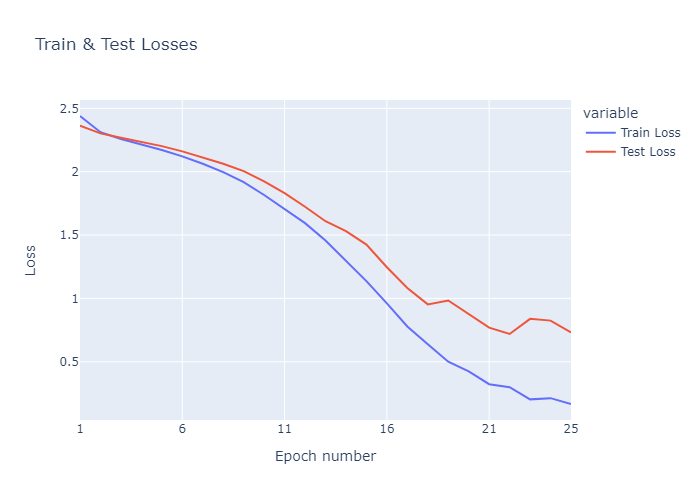 Train & Test Losses
variable
Train Loss
Test Loss
2.5
2
1.5
1
0.5
Loss
1 6 11 16 21 25
Epoch number